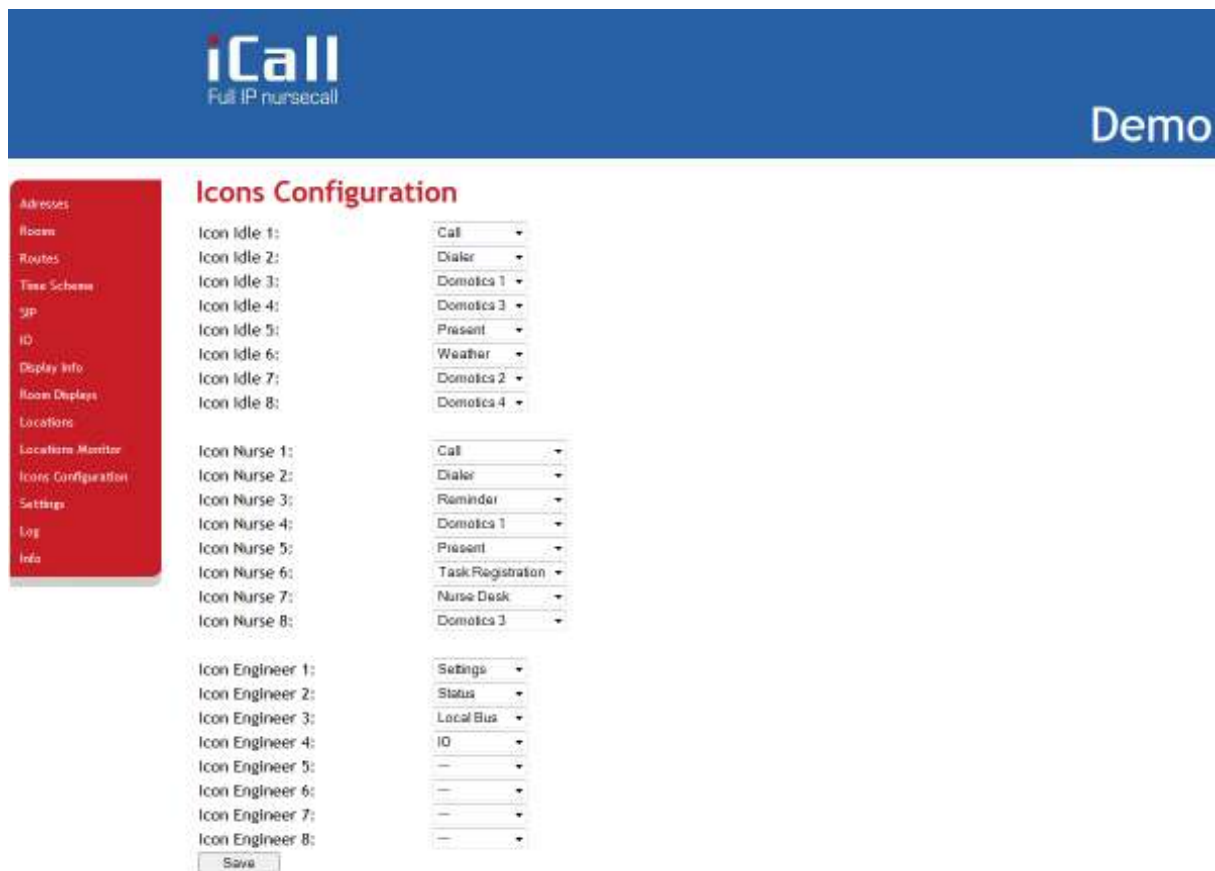 iCall
Full IP nursecall
Demo
Adresses
Rooms
Routes
Time Scheme
SIP
IO
Display Info
Room Displays
Locations
Locations Monitor
Icons Configuration
Settings
Log
Info
Icons Configuration
Icon Idle 1: Call
Icon Idle 2: Dialer
Icon Idle 3: Domotics 1
Icon Idle 4: Domotics 3
Icon Idle 5: Present
Icon Idle 6: Weather
Icon Idle 7: Domotics 2
Icon Idle 8: Domotics 4
Icon Nurse 1: Call
Icon Nurse 2: Dialer
Icon Nurse 3: Reminder
Icon Nurse 4: Domotics 1
Icon Nurse 5: Present
Icon Nurse 6: Task Registration
Icon Nurse 7: Nurse Desk
Icon Nurse 8: Domotics 3
Icon Engineer 1: Settings
Icon Engineer 2: Status
Icon Engineer 3: Local Bus
Icon Engineer 4: IO
Icon Engineer 5: ---
Icon Engineer 6: ---
Icon Engineer 7: ---
Icon Engineer 8: ---
Save